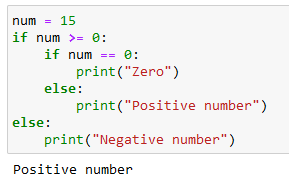 num = 15
if num >= 0:
    if num == 0:
        print("Zero")
    else:
        print("Positive number")
else:
    print("Negative number")
Positive number